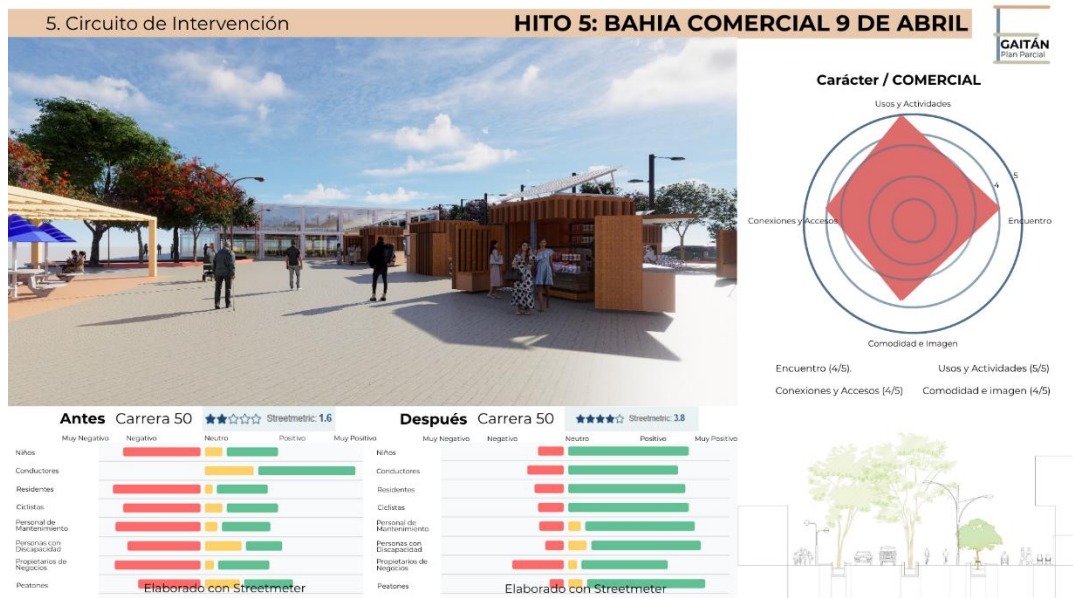 5. Circuito de Intervención
HITO 5: BAHIA COMERCIAL 9 DE ABRIL
GAITÁN
Plan Parcial
Carácter / COMERCIAL
Usos y Actividades
5
4
Conexiones y Accesos
Encuentro
Comodidad e Imagen
Encuentro (4/5).
Usos y Actividades (5/5)
Conexiones y Accesos (4/5)
Comodidad e imagen (4/5)
Antes Carrera 50
Streetmetric: 1.6
Muy Negativo
Negativo
Neutro
Positivo
Muy Positivo
Niños
Conductores
Residentes
Ciclistas
Personal de
Mantenimiento
Personas con
Discapacidad
Propietarios de
Negocios
Peatones
Elaborado con Streetmeter
Después Carrera 50
Streetmetric: 3.8
Muy Negativo
Negativo
Neutro
Positivo
Muy Positivo
Niños
Conductores
Residentes
Ciclistas
Personal de
Mantenimiento
Personas con
Discapacidad
Propietarios de
Negocios
Peatones
Elaborado con Streetmeter